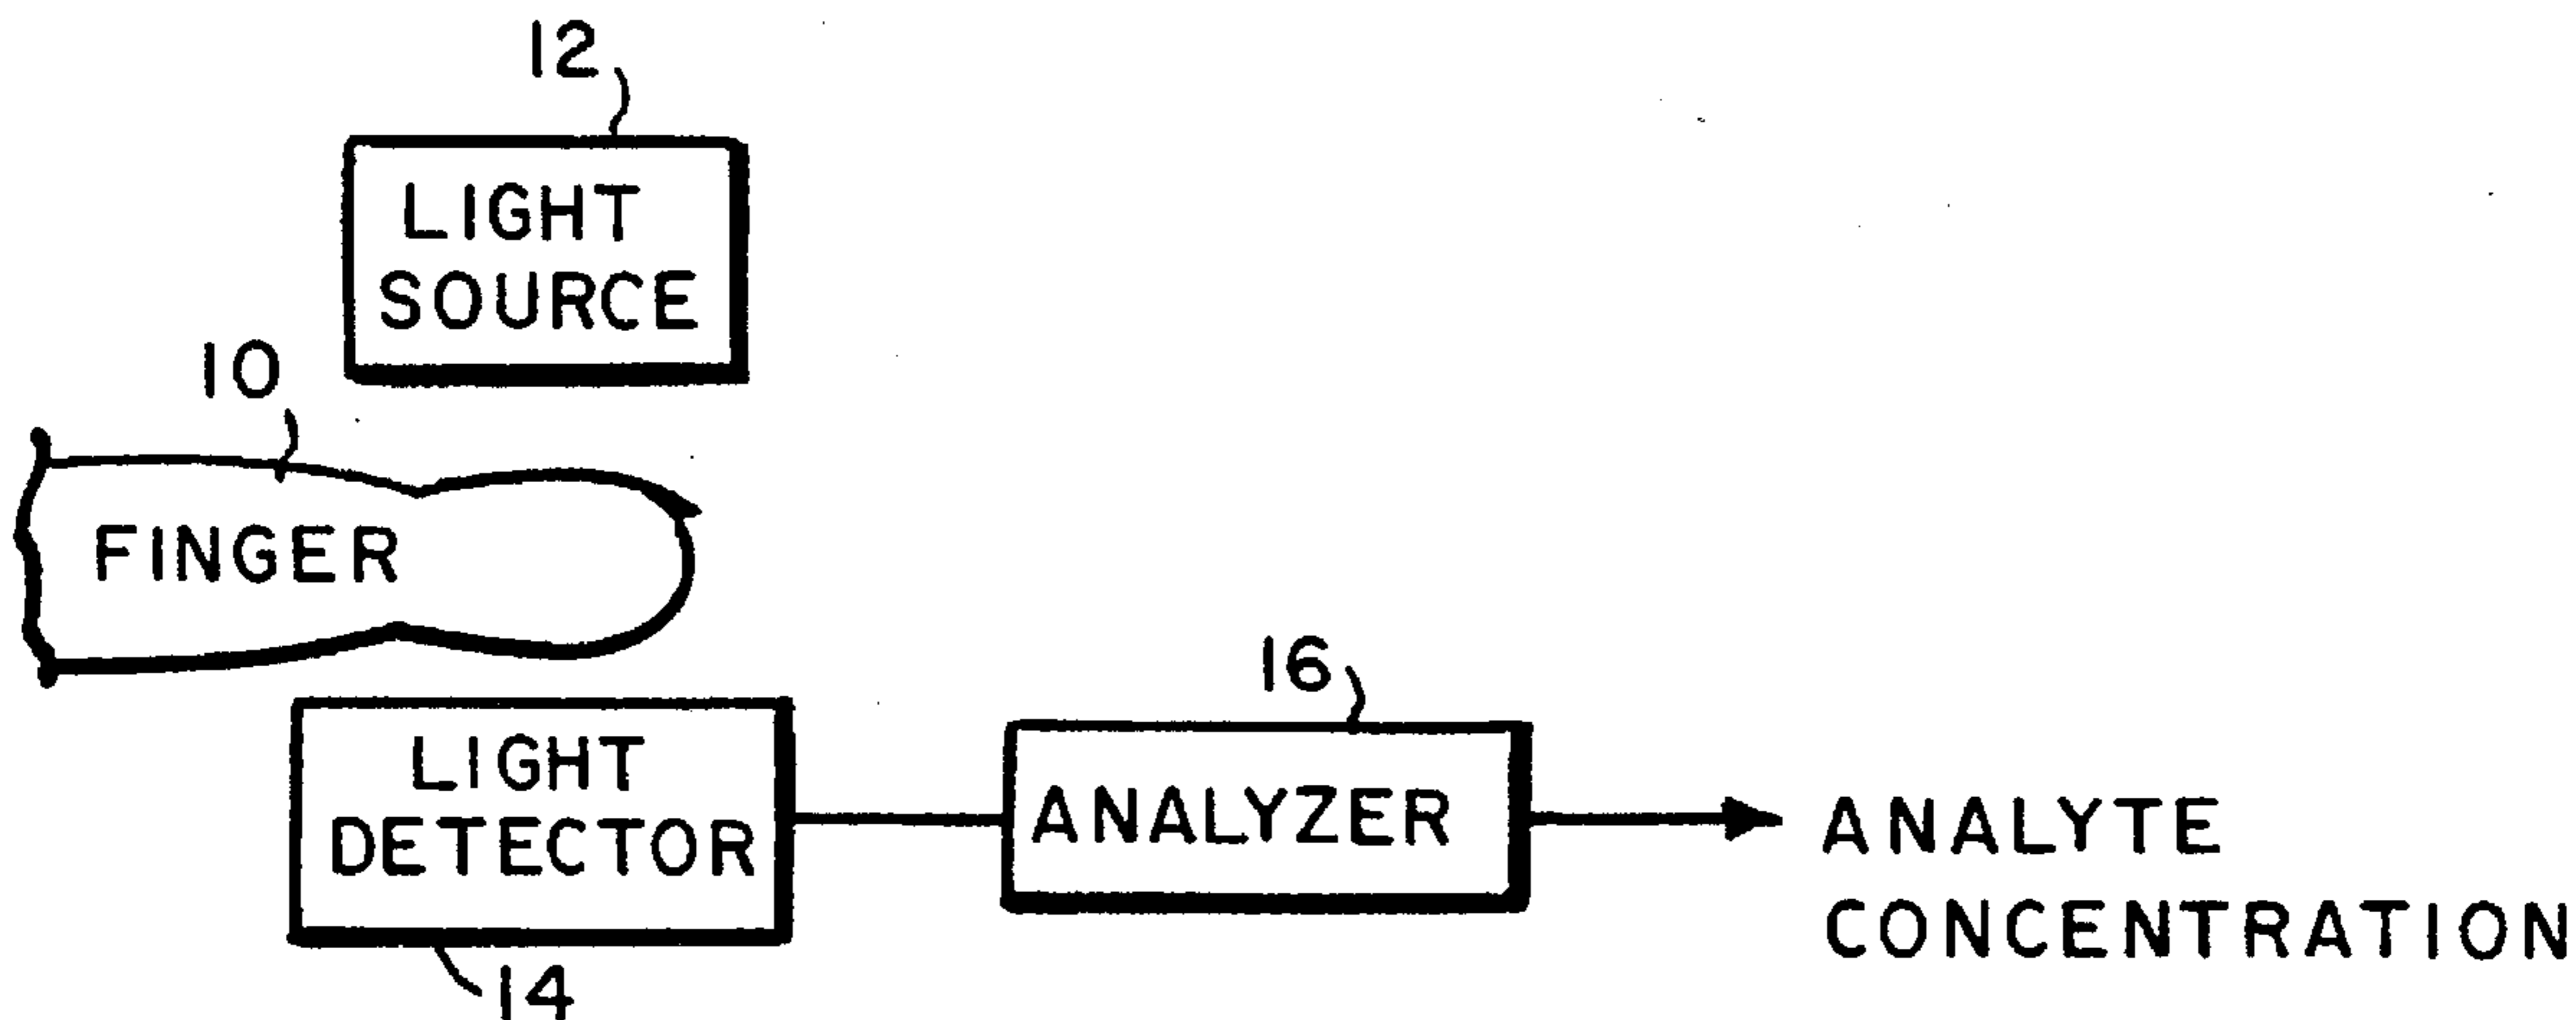 12
LIGHT
SOURCE
10
FINGER
LIGHT
DETECTOR
14
16
ANALYZER
ANALYTE
CONCENTRATION